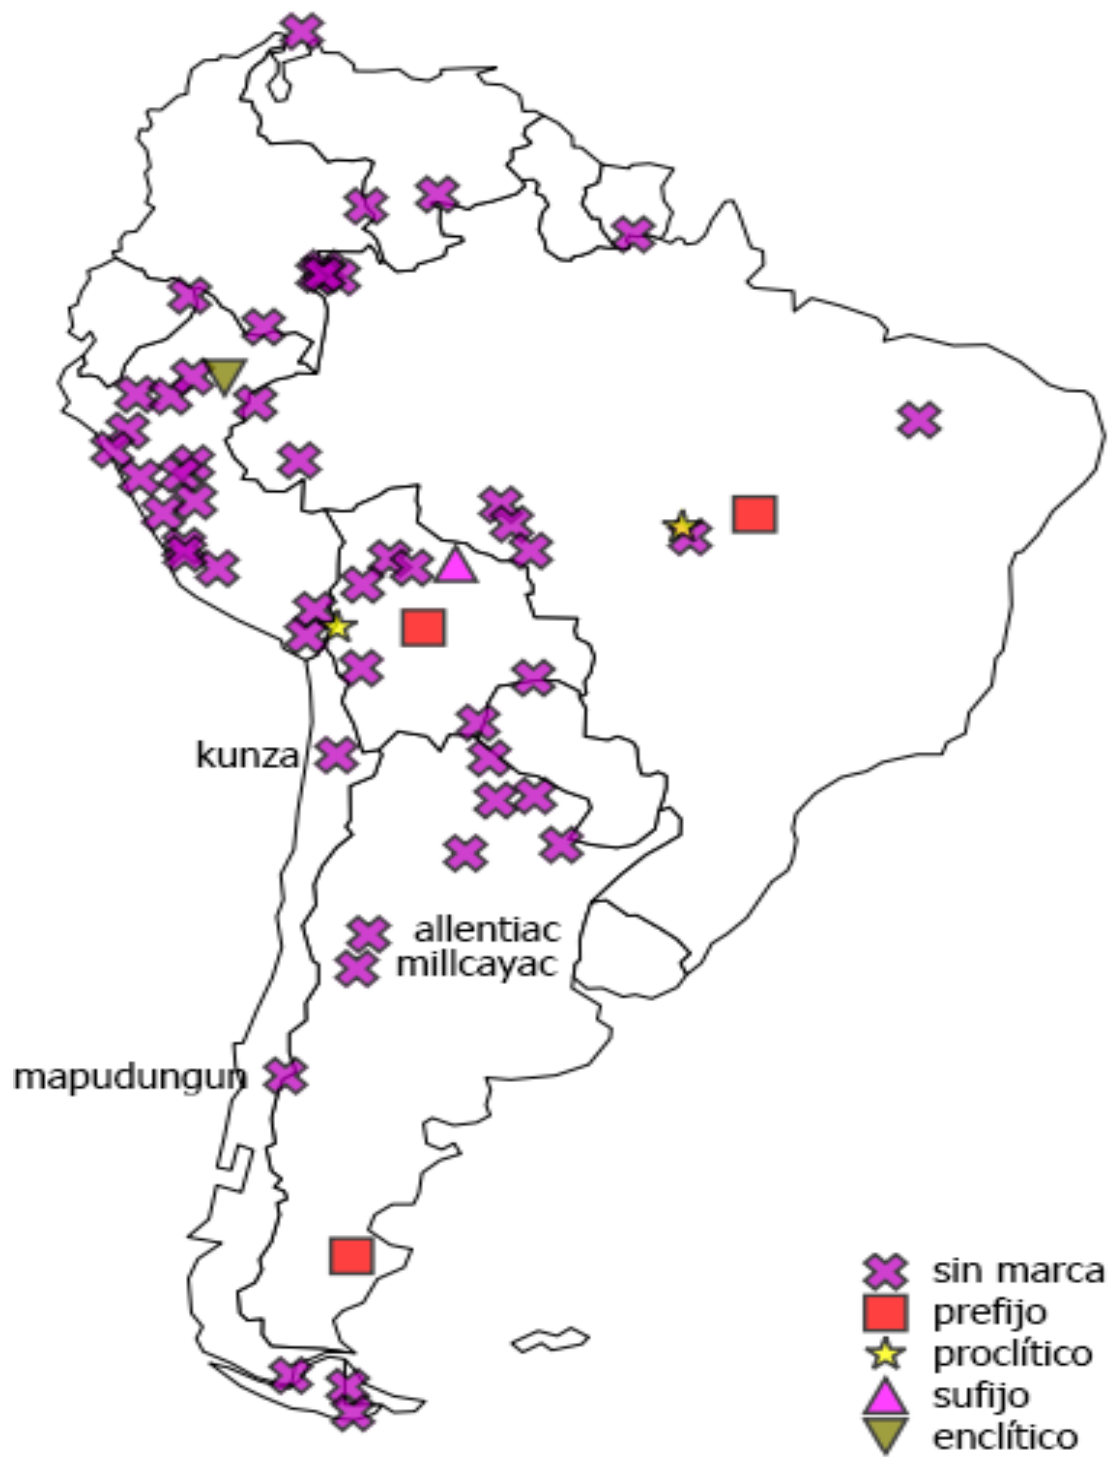 kunza
allentiac
millcayac
mapudungun
sin marca
prefijo
proclítico
sufijo
enclítico